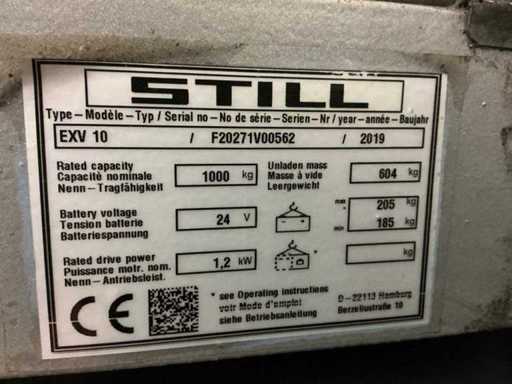 STILL
Type – Modèle – Typ / Serial no – No de série – Serien – Nr / year – année – Baujahr
EXV 10 / F20271V00562 / 2019
Rated capacity
Capacité nominale
Nenn – Tragfähigkeit
1000 kg
Unladen mass
Masse à vide
Leergewicht
604 kg
Battery voltage
Tension batterie
Batteriespannung
24 V
max 205 kg
*
min 185 kg
Rated drive power
Puissance motr. nom.
Nenn – Antriebsleist.
1,2 kW
*
kg
CE
* see Operating instructions
voir Mode d'emploi
siehe Betriebsanleitung
D – 22113 Hamburg
Berzeliusstraße 10